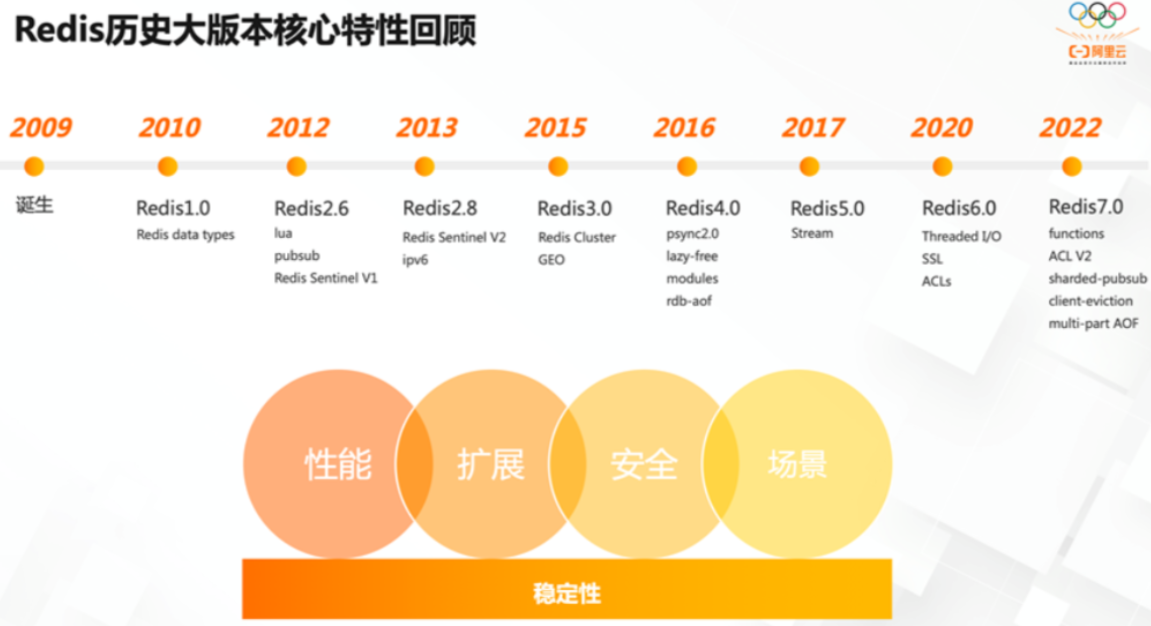 Redis历史大版本核心特性回顾
阿里云
2009
诞生
2010
Redis1.0
Redis data types
2012
Redis2.6
lua
pubsub
Redis Sentinel V1
2013
Redis2.8
Redis Sentinel V2
ipv6
2015
Redis3.0
Redis Cluster
GEO
2016
Redis4.0
psync2.0
lazy-free
modules
rdb-aof
2017
Redis5.0
Stream
2020
Redis6.0
Threaded I/O
SSL
ACLs
2022
Redis7.0
functions
ACL V2
sharded-pubsub
client-eviction
multi-part AOF
性能
扩展
安全
场景
稳定性